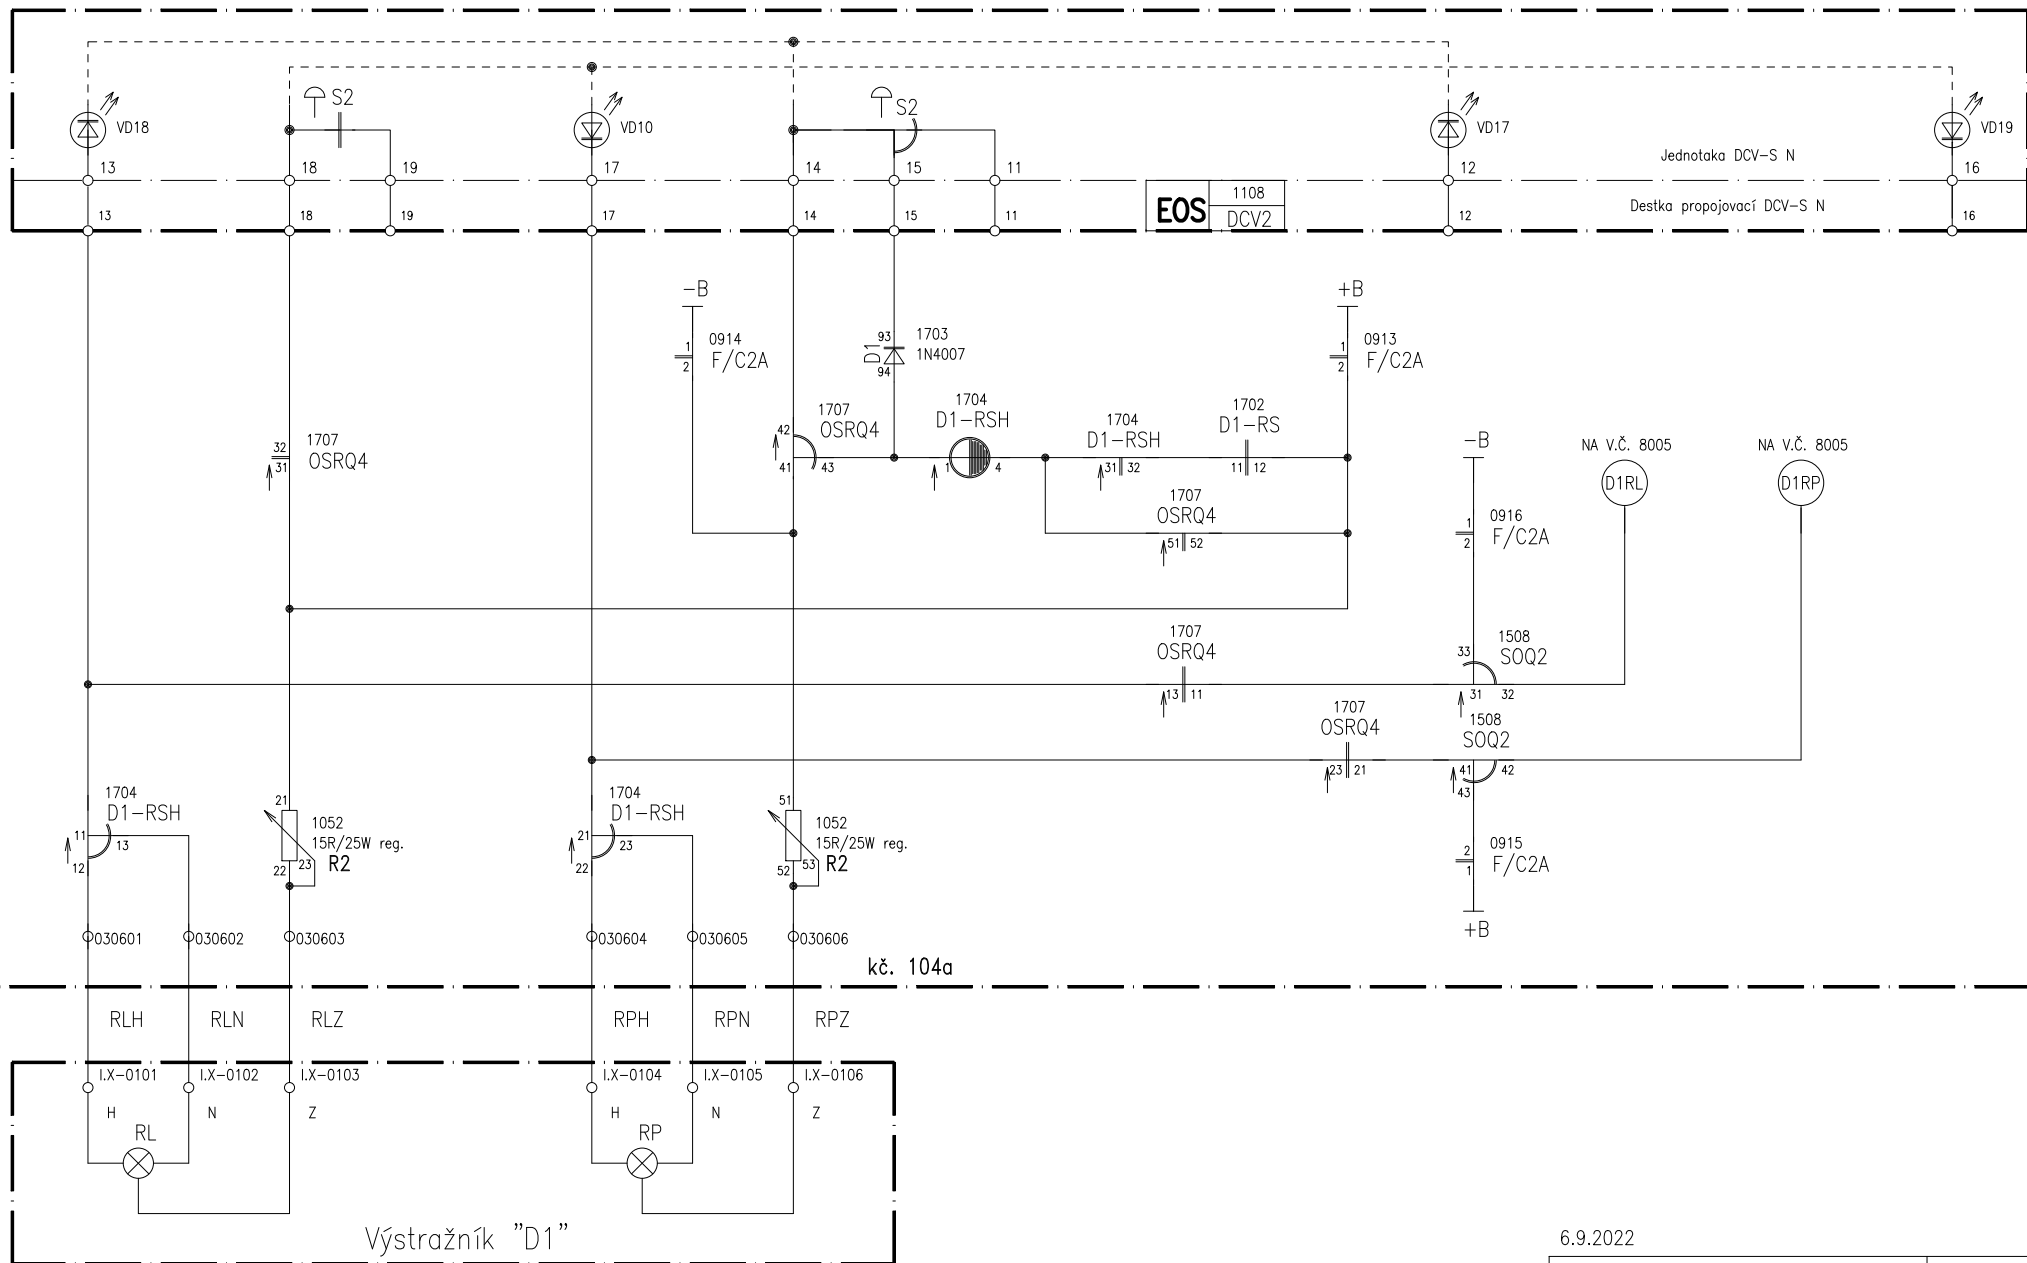 S2
S2
VD18
VD10
VD17
VD19
Jednotaka DCV-S N
13
18
19
17
14
15
11
12
16
EOS
1108
DCV2
Destka propojovací DCV-S N
13
18
19
17
14
15
11
12
16
-B
+B
1
2
0914
F/C2A
D1
93
94
1703
1N4007
1
2
0913
F/C2A
32
31
1707
OSRQ4
42
41
43
1707
OSRQ4
1704
D1-RSH
1
4
1704
D1-RSH
31
32
1702
D1-RS
11
12
-B
NA V.Č. 8005
D1RL
NA V.Č. 8005
D1RP
1707
OSRQ4
51
52
1
2
0916
F/C2A
1707
OSRQ4
13
11
33
31
32
1508
SOQ2
1707
OSRQ4
23
21
1508
SOQ2
41
42
43
1704
D1-RSH
11
13
12
21
1052
15R/25W reg.
R2
22
23
1704
D1-RSH
21
23
22
51
1052
15R/25W reg.
R2
52
53
2
1
0915
F/C2A
+B
030601
030602
030603
030604
030605
030606
kč. 104a
RLH
RLN
RLZ
RPH
RPN
RPZ
I.X-0101
I.X-0102
I.X-0103
I.X-0104
I.X-0105
I.X-0106
H
N
Z
H
N
Z
RL
RP
Výstražník "D1"
6.9.2022